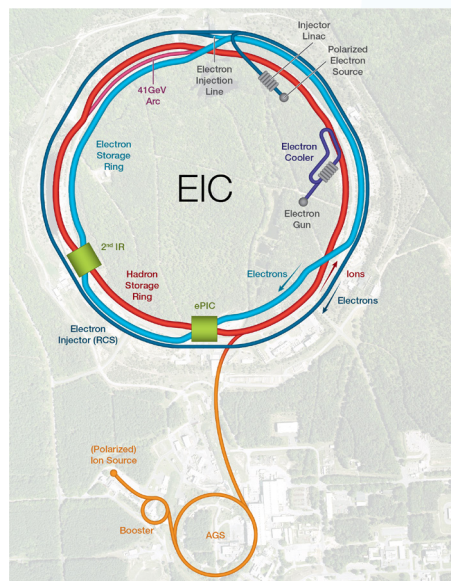 Injector
Linac
Polarized
Electron
Source
Electron
Injection
Line
41GeV
Arc
Electron
Storage
Ring
Electron
Cooler
EIC
Electron
Gun
2nd IR
Hadron
Storage
Ring
ePIC
Electrons
Ions
Electrons
Electron
Injector (RCS)
(Polarized)
Ion Source
Booster
AGS